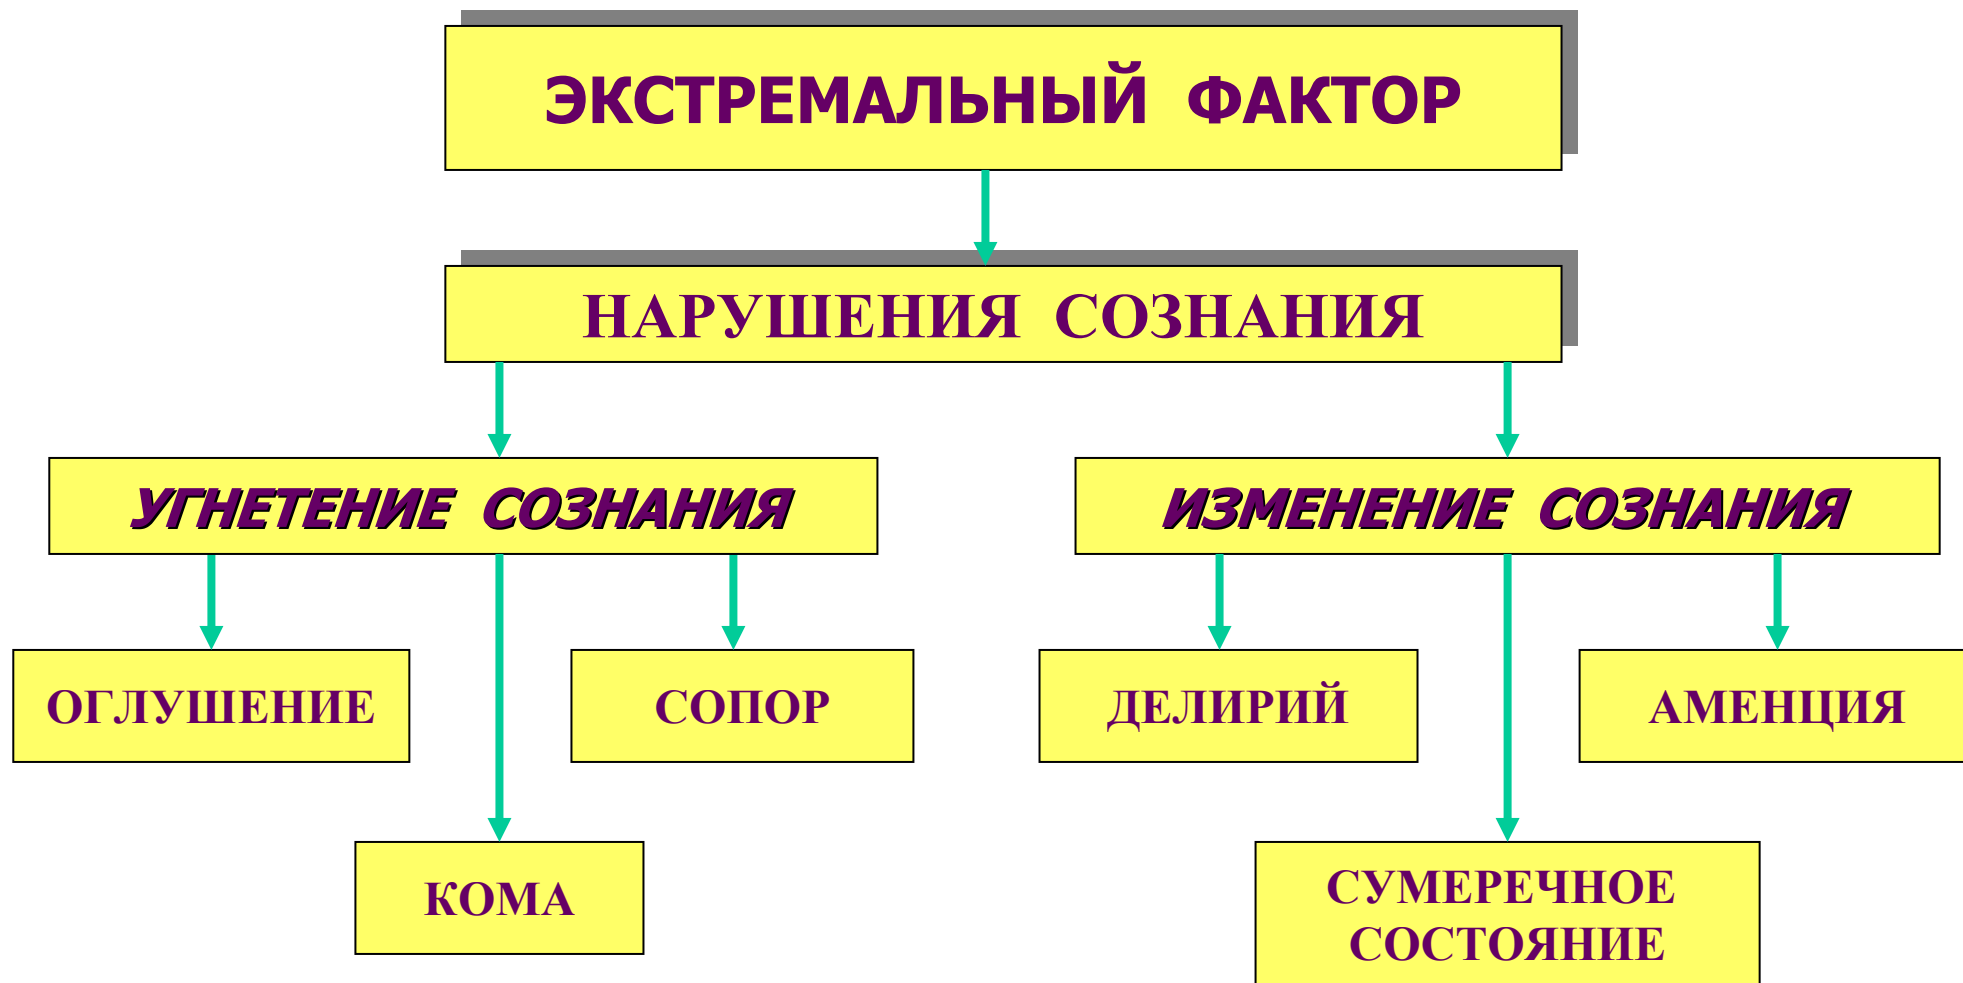 ЭКСТРЕМАЛЬНЫЙ ФАКТОР
НАРУШЕНИЯ СОЗНАНИЯ
УГНЕТЕНИЕ СОЗНАНИЯ
ИЗМЕНЕНИЕ СОЗНАНИЯ
ОГЛУШЕНИЕ
СОПОР
ДЕЛИРИЙ
АМЕНЦИЯ
КОМА
СУМЕРЕЧНОЕ
СОСТОЯНИЕ